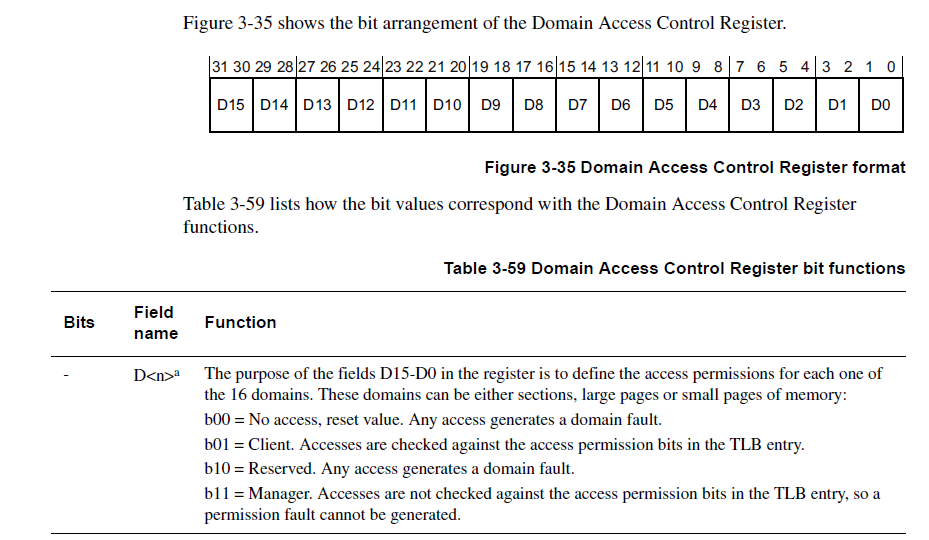 Figure 3-35 shows the bit arrangement of the Domain Access Control Register.
31 30 29 28 27 26 25 24 23 22 21 20 19 18 17 16 15 14 13 12 11 10 9 8 7 6 5 4 3 2 1 0
D15 D14 D13 D12 D11 D10 D9 D8 D7 D6 D5 D4 D3 D2 D1 D0
Figure 3-35 Domain Access Control Register format
Table 3-59 lists how the bit values correspond with the Domain Access Control Register
functions.
Table 3-59 Domain Access Control Register bit functions
Bits Field name Function
- D<n>a The purpose of the fields D15-D0 in the register is to define the access permissions for each one of
the 16 domains. These domains can be either sections, large pages or small pages of memory:
b00 = No access, reset value. Any access generates a domain fault.
b01 = Client. Accesses are checked against the access permission bits in the TLB entry.
b10 = Reserved. Any access generates a domain fault.
b11 = Manager. Accesses are not checked against the access permission bits in the TLB entry, so a
permission fault cannot be generated.